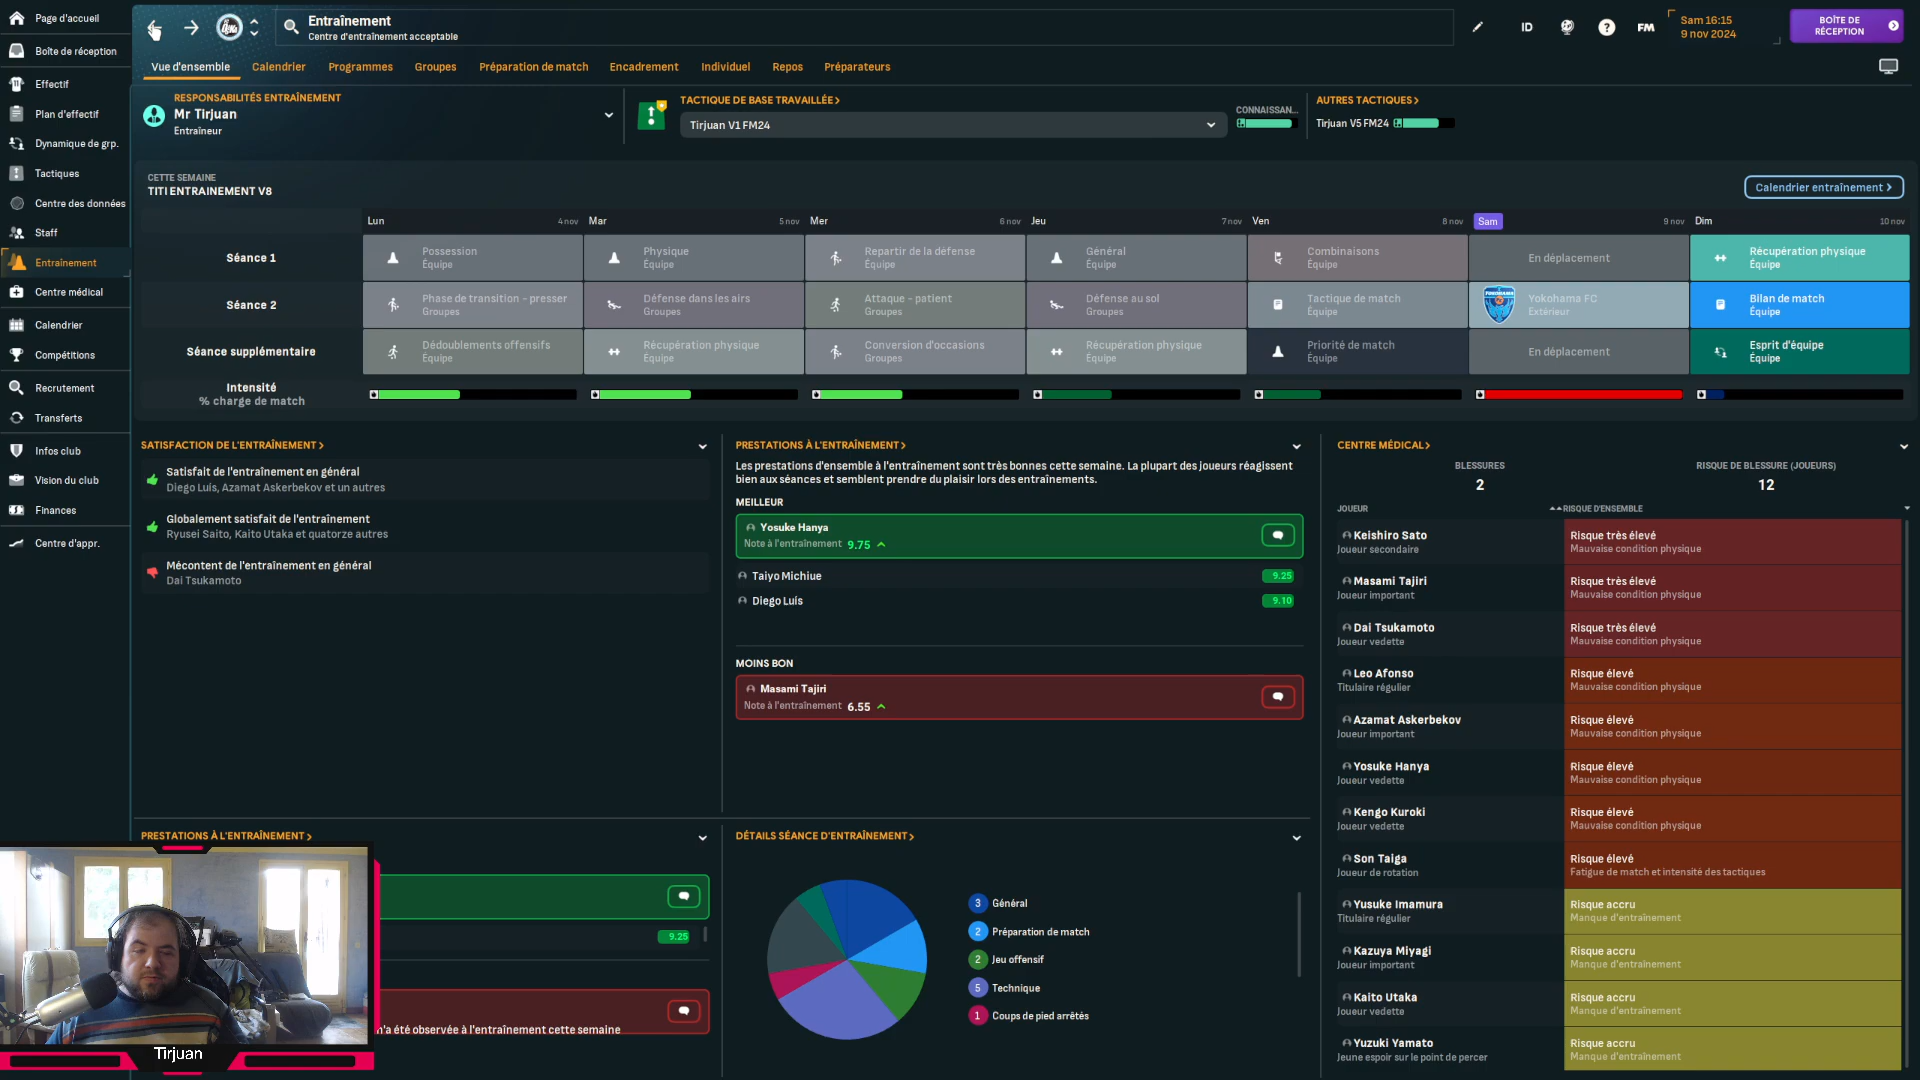 Page d'accueil
Boîte de réception
Effectif
Plan d'effectif
Dynamique de grp.
Tactiques
Centre des données
Staff
Entraînement
Centre médical
Calendrier
Compétitions
Recrutement
Transferts
Infos club
Vision du club
Finances
Centre d'appr.
Entraînement
Centre d'entraînement acceptable
ID
FM
Sam 16:15
9 nov 2024
BOÎTE DE
RÉCEPTION
Vue d'ensemble
Calendrier
Programmes
Groupes
Préparation de match
Encadrement
Individuel
Repos
Préparateurs
RESPONSABILITÉS ENTRAÎNEMENT
Mr Tirjuan
Entraîneur
TACTIQUE DE BASE TRAVAILLÉE
Tirjuan V1 FM24
CONNAISSAN...
AUTRES TACTIQUES
Tirjuan V5 FM24
CETTE SEMAINE
TITI ENTRAINEMENT V8
Calendrier entraînement
Lun 4 nov Mar 5 nov Mer 6 nov Jeu 7 nov Ven 8 nov Sam 9 nov Dim 10 nov
Séance 1
Possession
Équipe
Physique
Équipe
Repartir de la défense
Équipe
Général
Équipe
Combinaisons
Équipe
En déplacement
Récupération physique
Équipe
Séance 2
Phase de transition - presser
Groupes
Défense dans les airs
Groupes
Attaque - patient
Groupes
Défense au sol
Groupes
Tactique de match
Équipe
Yokohama FC
Extérieur
Bilan de match
Équipe
Séance supplémentaire
Dédoublements offensifs
Équipe
Récupération physique
Équipe
Conversion d'occasions
Groupes
Récupération physique
Équipe
Priorité de match
Équipe
En déplacement
Esprit d'équipe
Équipe
Intensité
% charge de match
SATISFACTION DE L'ENTRAÎNEMENT
Satisfait de l'entraînement en général
Diego Luís, Azamat Askerbekov et un autres
Globalement satisfait de l'entraînement
Ryusei Saito, Kaito Utaka et quatorze autres
Mécontent de l'entraînement en général
Dai Tsukamoto
PRESTATIONS À L'ENTRAÎNEMENT
Les prestations d'ensemble à l'entraînement sont très bonnes cette semaine. La plupart des joueurs réagissent
bien aux séances et semblent prendre du plaisir lors des entraînements.
MEILLEUR
Yosuke Hanya
Note à l'entraînement 9.75
Taiyo Michiue 9.25
Diego Luís 9.10
MOINS BON
Masami Tajiri
Note à l'entraînement 6.55
CENTRE MÉDICAL
BLESSURES
2
RISQUE DE BLESSURE (JOUEURS)
12
JOUEUR RISQUE D'ENSEMBLE
Keishiro Sato
Joueur secondaire
Risque très élevé
Mauvaise condition physique
Masami Tajiri
Joueur important
Risque très élevé
Mauvaise condition physique
Dai Tsukamoto
Joueur vedette
Risque très élevé
Mauvaise condition physique
Leo Afonso
Titulaire régulier
Risque élevé
Mauvaise condition physique
Azamat Askerbekov
Joueur important
Risque élevé
Mauvaise condition physique
Yosuke Hanya
Joueur vedette
Risque élevé
Mauvaise condition physique
Kengo Kuroki
Joueur vedette
Risque élevé
Mauvaise condition physique
Son Taiga
Joueur de rotation
Risque élevé
Fatigue de match et intensité des tactiques
Yusuke Imamura
Titulaire régulier
Risque accru
Manque d'entraînement
Kazuya Miyagi
Joueur important
Risque accru
Manque d'entraînement
Kaito Utaka
Joueur vedette
Risque accru
Manque d'entraînement
Yuzuki Yamato
Jeune espoir sur le point de percer
Risque accru
Manque d'entraînement
PRESTATIONS À L'ENTRAÎNEMENT
9.25
n'a été observée à l'entraînement cette semaine
DÉTAILS SÉANCE D'ENTRAÎNEMENT
3 Général
2 Préparation de match
2 Jeu offensif
5 Technique
1 Coups de pied arrêtés
Tirjuan